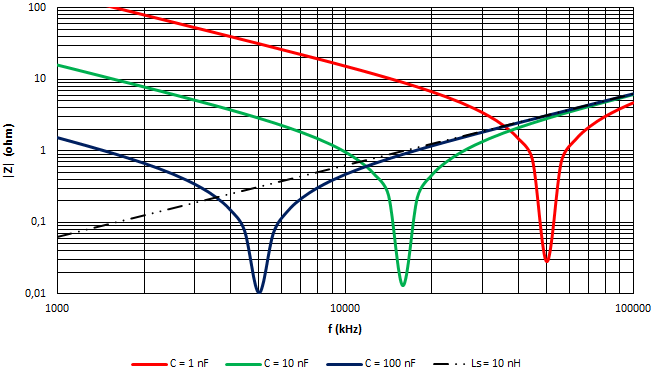 100
10
1
0,1
0,01
|Z| (ohm)
1000
10000
100000
f (kHz)
C = 1 nF
C = 10 nF
C = 100 nF
Ls = 10 nH